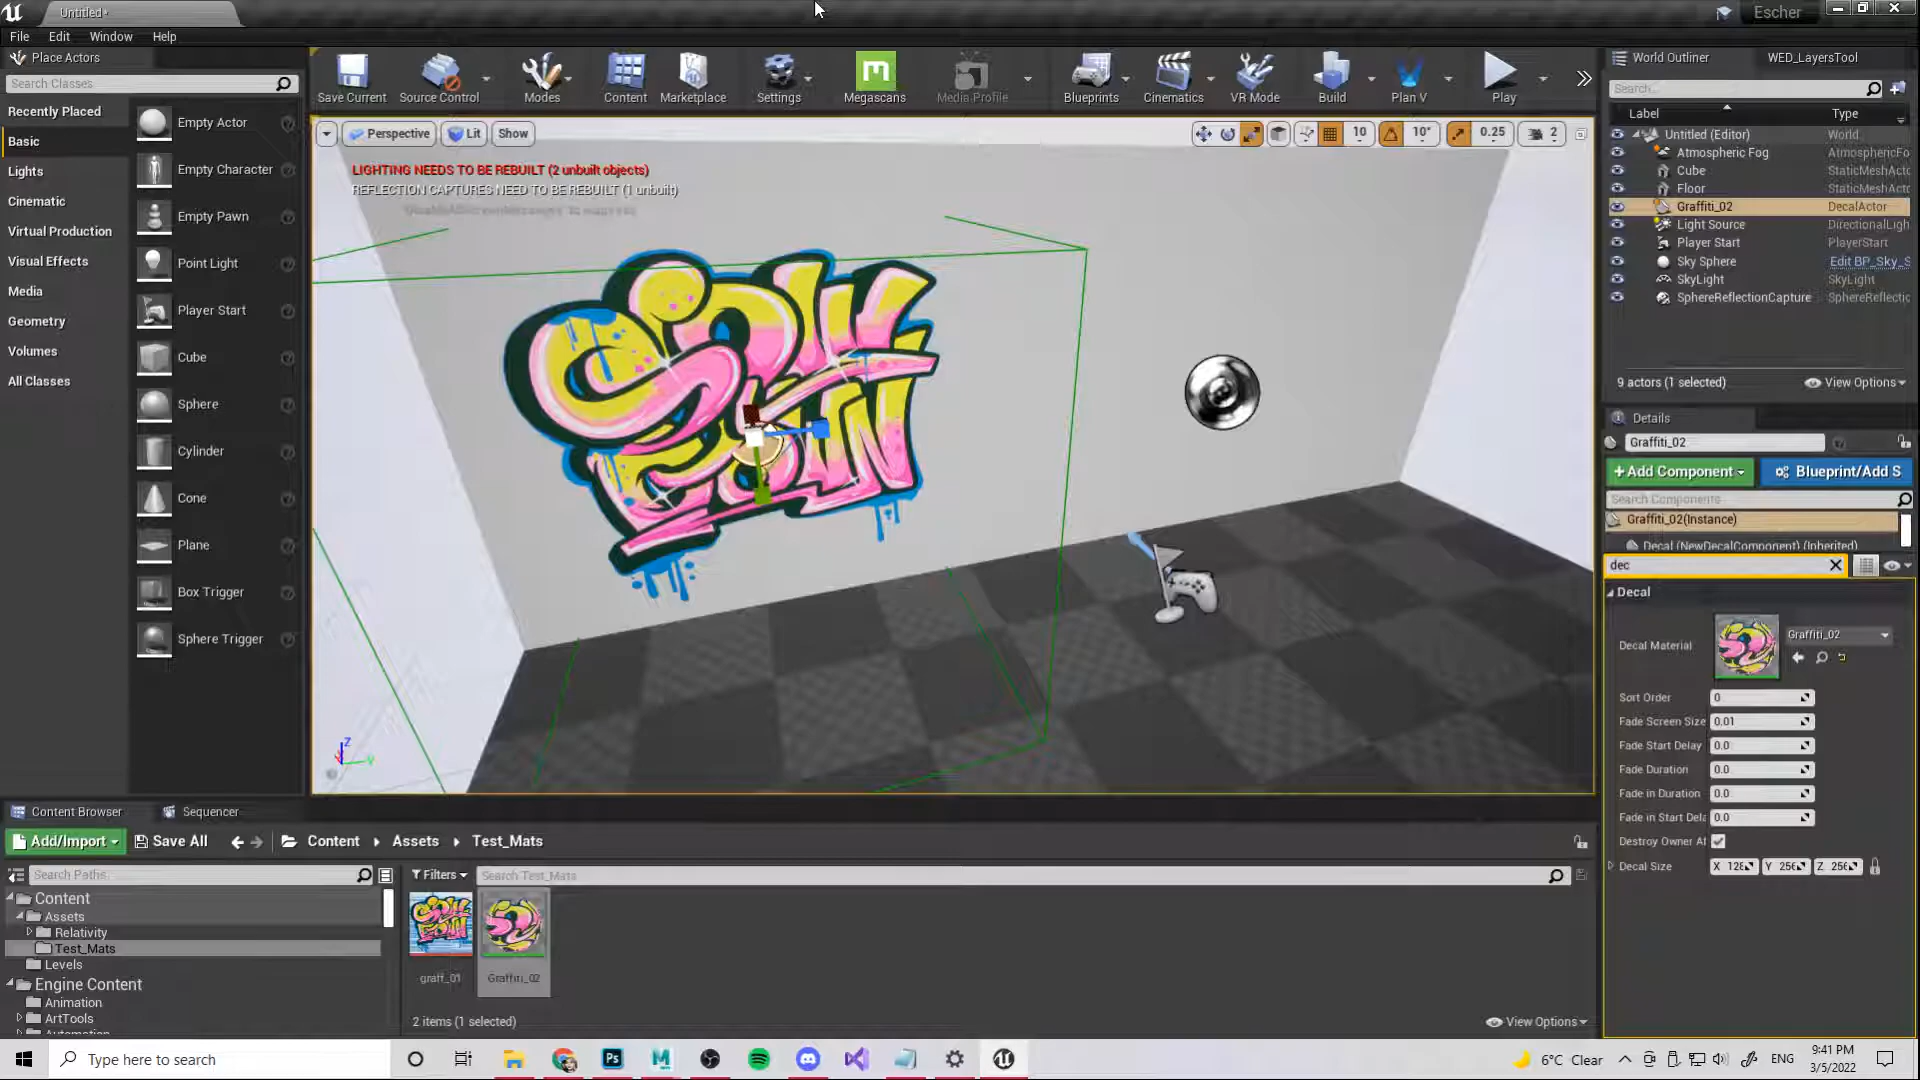 Untitled*
Escher
File Edit Window Help
Place Actors
Search Classes
Recently Placed
Basic
Lights
Cinematic
Virtual Production
Visual Effects
Media
Geometry
Volumes
All Classes
Empty Actor
Empty Character
Empty Pawn
Point Light
Player Start
Cube
Sphere
Cylinder
Cone
Plane
Box Trigger
Sphere Trigger
Save Current Source Control Modes Content Marketplace Settings Megascans Media Profile Blueprints Cinematics VR Mode Build Plan V Play
Perspective Lit Show
10 10° 0.25 2
LIGHTING NEEDS TO BE REBUILT (2 unbuilt objects)
REFLECTION CAPTURES NEED TO BE REBUILT (1 unbuilt)
World Outliner WED_LayersTool
Search...
Label Type
Untitled (Editor) World
Atmospheric Fog AtmosphericFo
Cube StaticMeshActo
Floor StaticMeshActo
Graffiti_02 DecalActor
Light Source DirectionalLigh
Player Start PlayerStart
Sky Sphere Edit BP_Sky_S
SkyLight SkyLight
SphereReflectionCapture SphereReflectic
9 actors (1 selected) View Options
Details
Graffiti_02
+Add Component Blueprint/Add S
Search Components
Graffiti_02(Instance)
Decal (NewDecalComponent) (Inherited)
dec
Decal
Decal Material Graffiti_02
Sort Order 0
Fade Screen Size 0.01
Fade Start Delay 0.0
Fade Duration 0.0
Fade in Duration 0.0
Fade in Start Dela 0.0
Destroy Owner Af
Decal Size X 128 Y 256 Z 256
Content Browser Sequencer
Add/Import Save All Content Assets Test_Mats
Search Paths
Filters Search Test_Mats
Content
Assets
Relativity
Test_Mats
Levels
Engine Content
Animation
ArtTools
Automation
graff_01 Graffiti_02
2 items (1 selected) View Options
Type here to search
Ps M
6°C Clear ENG 9:41 PM
3/5/2022